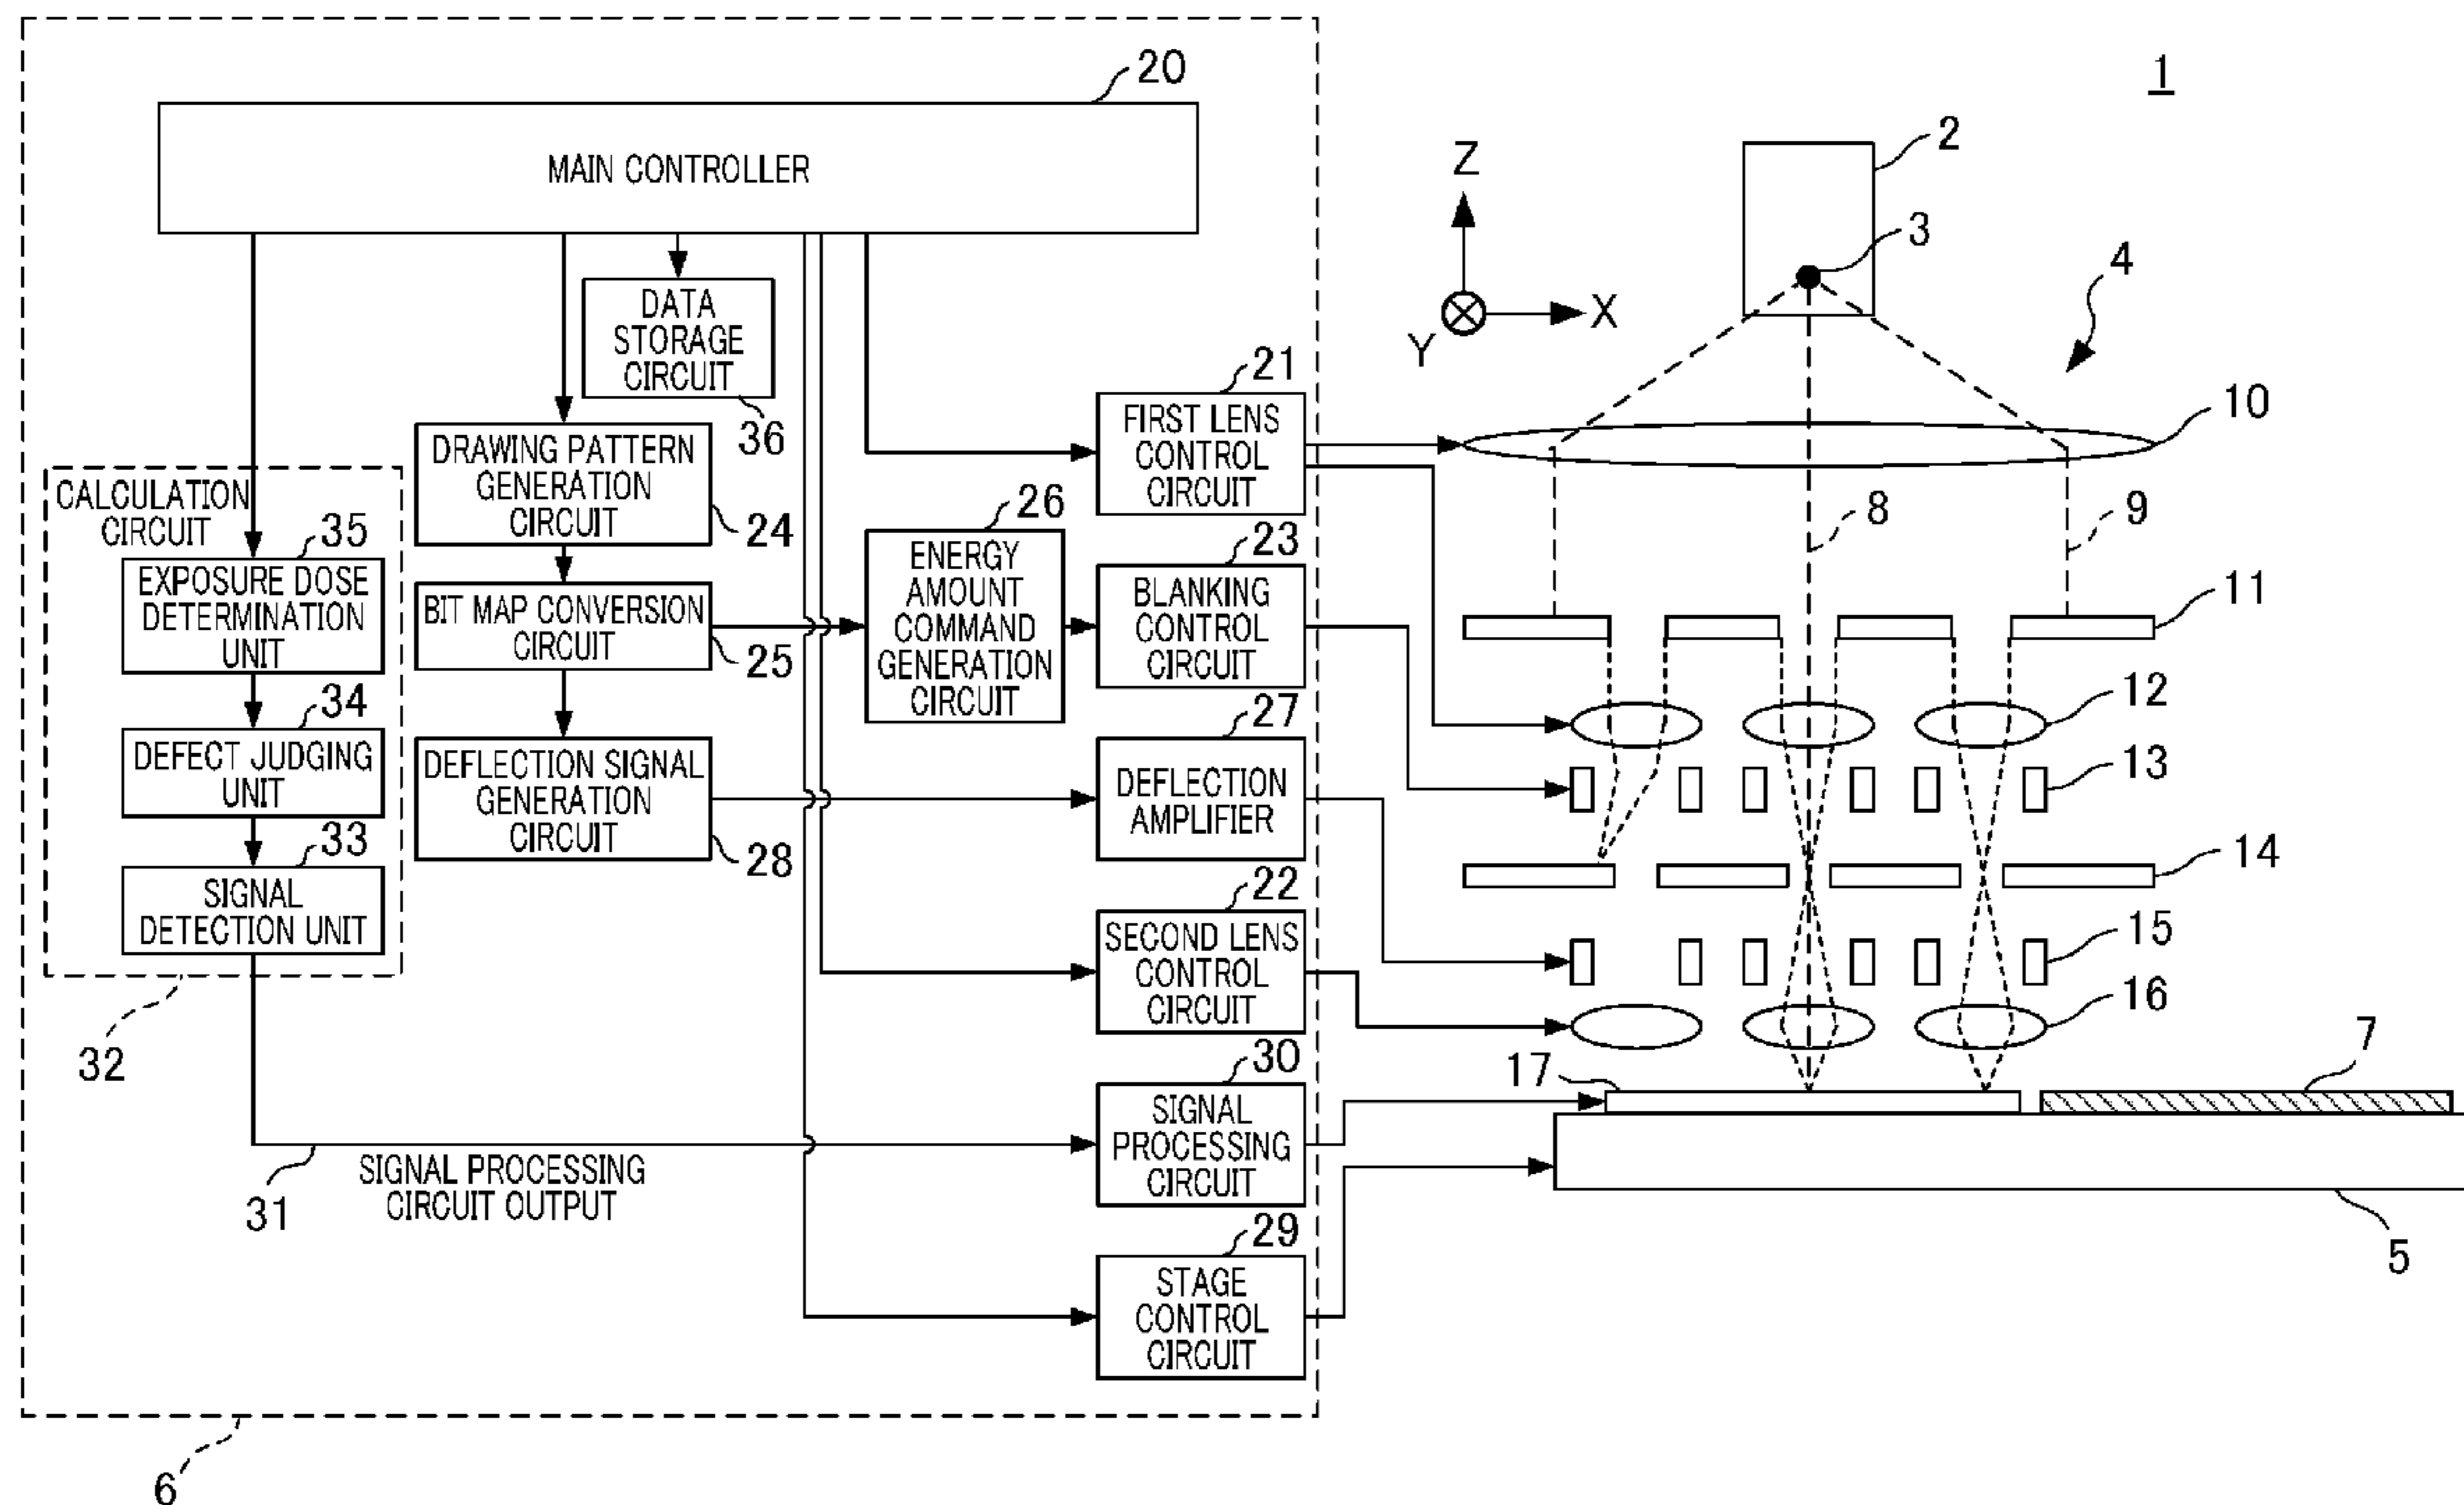 20
1
MAIN CONTROLLER
Z
2
3
4
X
Y
DATA
STORAGE
CIRCUIT
36
21
FIRST LENS
CONTROL
CIRCUIT
10
DRAWING PATTERN
GENERATION
CIRCUIT
24
CALCULATION
CIRCUIT
35
EXPOSURE DOSE
DETERMINATION
UNIT
26
ENERGY
AMOUNT
COMMAND
GENERATION
CIRCUIT
23
BLANKING
CONTROL
CIRCUIT
8
9
11
BIT MAP CONVERSION
CIRCUIT
25
34
DEFECT JUDGING
UNIT
27
DEFLECTION
AMPLIFIER
12
13
DEFLECTION SIGNAL
GENERATION
CIRCUIT
28
33
SIGNAL
DETECTION UNIT
14
22
SECOND LENS
CONTROL
CIRCUIT
15
16
32
30
SIGNAL
PROCESSING
CIRCUIT
17
7
31
SIGNAL PROCESSING
CIRCUIT OUTPUT
29
STAGE
CONTROL
CIRCUIT
5
6